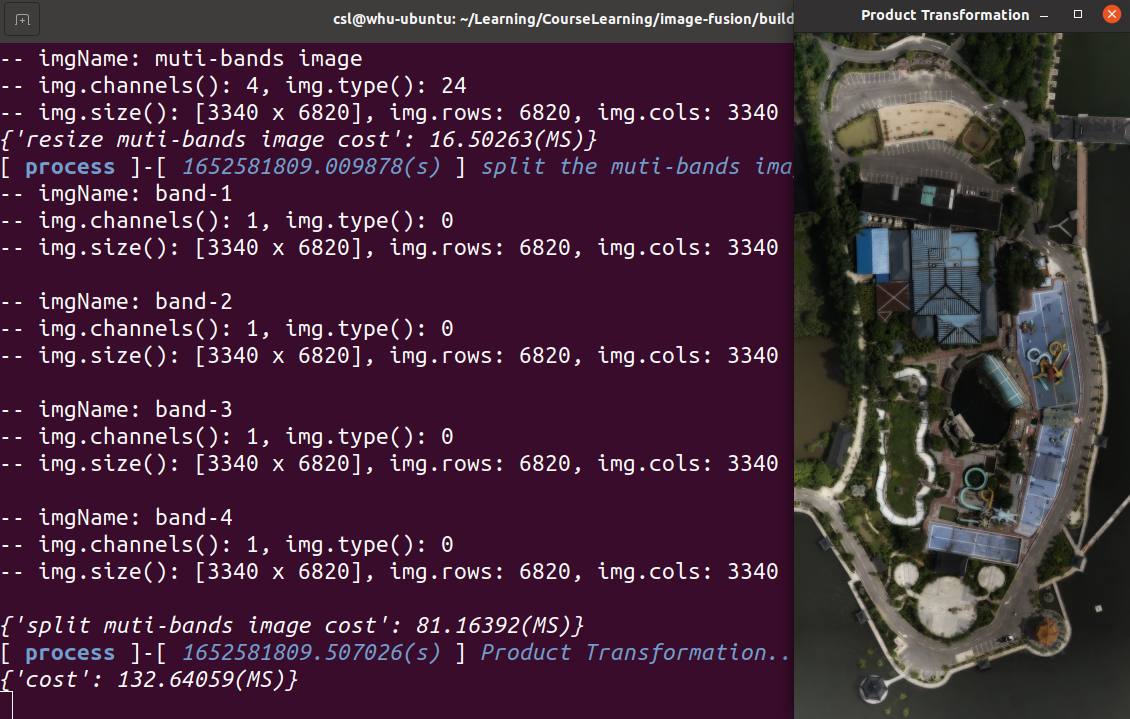 csl@whu-ubuntu: ~/Learning/CourseLearning/image-fusion/build
Product Transformation
-- imgName: muti-bands image
-- img.channels(): 4, img.type(): 24
-- img.size(): [3340 x 6820], img.rows: 6820, img.cols: 3340
{'resize muti-bands image cost': 16.50263(MS)}
[ process ]-[ 1652581809.009878(s) ] split the muti-bands ima
-- imgName: band-1
-- img.channels(): 1, img.type(): 0
-- img.size(): [3340 x 6820], img.rows: 6820, img.cols: 3340
-- imgName: band-2
-- img.channels(): 1, img.type(): 0
-- img.size(): [3340 x 6820], img.rows: 6820, img.cols: 3340
-- imgName: band-3
-- img.channels(): 1, img.type(): 0
-- img.size(): [3340 x 6820], img.rows: 6820, img.cols: 3340
-- imgName: band-4
-- img.channels(): 1, img.type(): 0
-- img.size(): [3340 x 6820], img.rows: 6820, img.cols: 3340
{'split muti-bands image cost': 81.16392(MS)}
[ process ]-[ 1652581809.507026(s) ] Product Transformation..
{'cost': 132.64059(MS)}